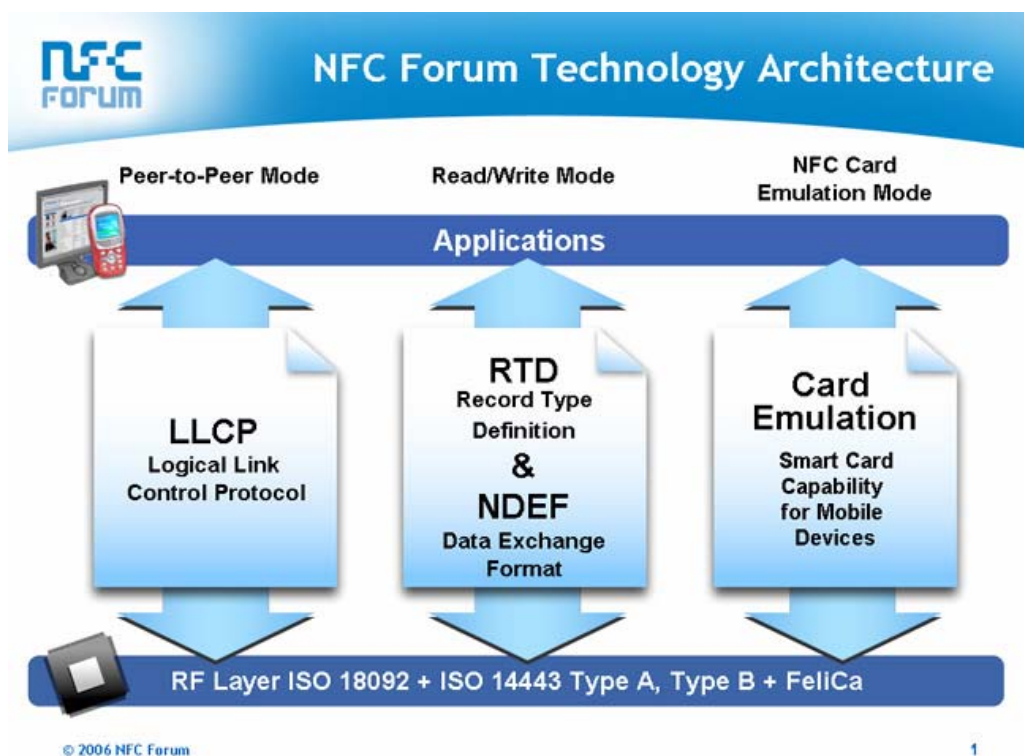 NFC
FORUM
NFC Forum Technology Architecture
Peer-to-Peer Mode
Read/Write Mode
NFC Card
Emulation Mode
Applications
LLCP
Logical Link
Control Protocol
RTD
Record Type
Definition
&
NDEF
Data Exchange
Format
Card
Emulation
Smart Card
Capability
for Mobile
Devices
RF Layer ISO 18092 + ISO 14443 Type A, Type B + FeliCa
© 2006 NFC Forum
1